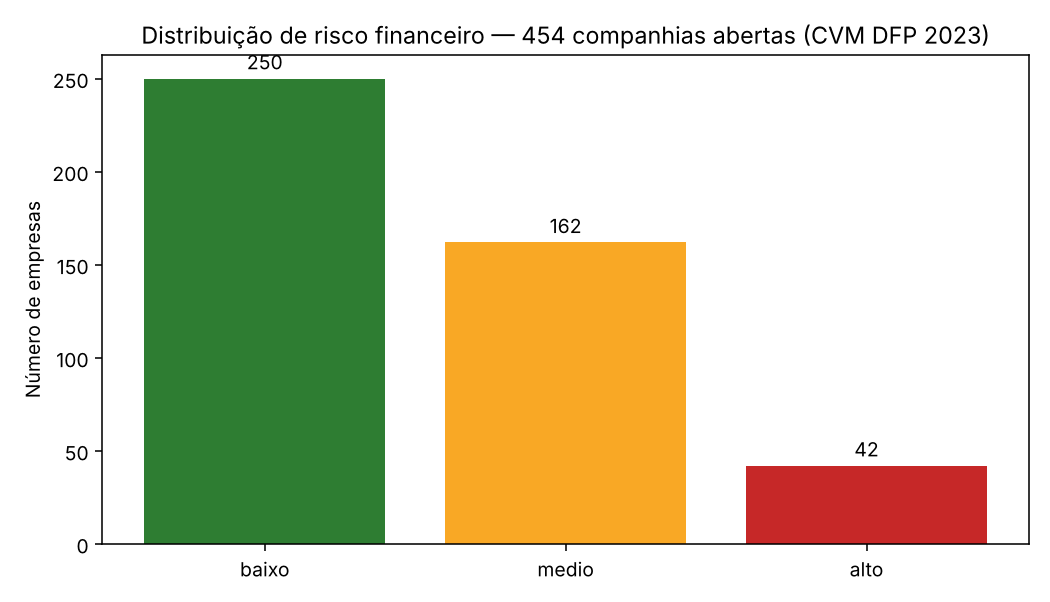 Distribuição de risco financeiro — 454 companhias abertas (CVM DFP 2023)
Número de empresas
250
200
150
100
50
0
250
162
42
baixo
medio
alto